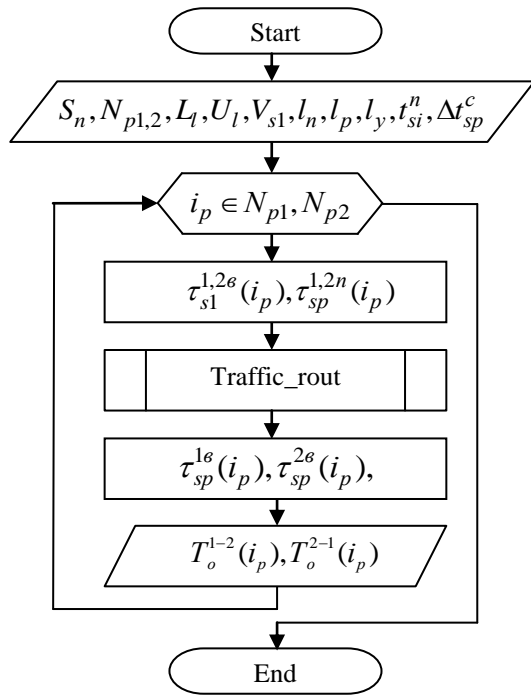 Start
S_n, N_{p1,2}, L_l, U_l, V_{s1}, l_n, l_p, l_y, t_{si}^n, Δt_{sp}^c
i_p ∈ N_{p1}, N_{p2}
τ_{s1}^{1,2в}(i_p), τ_{sp}^{1,2п}(i_p)
Traffic_rout
τ_{sp}^{1в}(i_p), τ_{sp}^{2в}(i_p),
T_o^{1-2}(i_p), T_o^{2-1}(i_p)
End